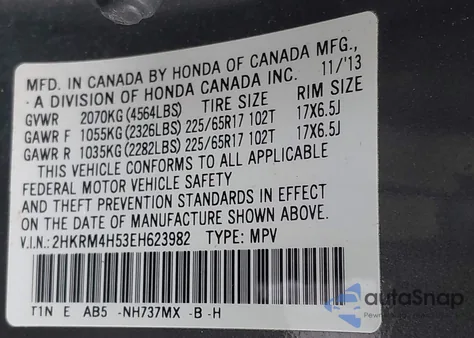 MFD. IN CANADA BY HONDA OF CANADA MFG.,
- A DIVISION OF HONDA CANADA INC. 11/'13
GVWR 2070KG(4564LBS) TIRE SIZE RIM SIZE
GAWR F 1055KG(2326LBS) 225/65R17 102T 17X6.5J
GAWR R 1035KG(2282LBS) 225/65R17 102T 17X6.5J
THIS VEHICLE CONFORMS TO ALL APPLICABLE
FEDERAL MOTOR VEHICLE SAFETY
AND THEFT PREVENTION STANDARDS IN EFFECT
ON THE DATE OF MANUFACTURE SHOWN ABOVE.
V.I.N.: 2HKRM4H53EH623982 TYPE: MPV
T1N E AB5 -NH737MX -B -H
autaSnap